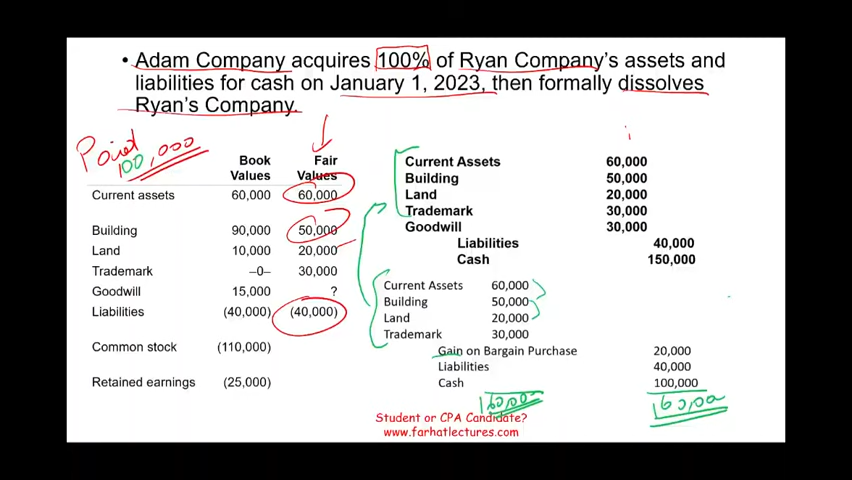 • Adam Company acquires 100% of Ryan Company's assets and
liabilities for cash on January 1, 2023, then formally dissolves
Ryan's Company.
Paid
100,000
Book Values Fair Values
Current assets 60,000 60,000
Building 90,000 50,000
Land 10,000 20,000
Trademark –0– 30,000
Goodwill 15,000 ?
Liabilities (40,000) (40,000)
Common stock (110,000)
Retained earnings (25,000)
Current Assets 60,000
Building 50,000
Land 20,000
Trademark 30,000
Goodwill 30,000
Liabilities 40,000
Cash 150,000
Current Assets 60,000
Building 50,000
Land 20,000
Trademark 30,000
Gain on Bargain Purchase 20,000
Liabilities 40,000
Cash 100,000
160,000 160,000
Student or CPA Candidate?
www.farhatlectures.com